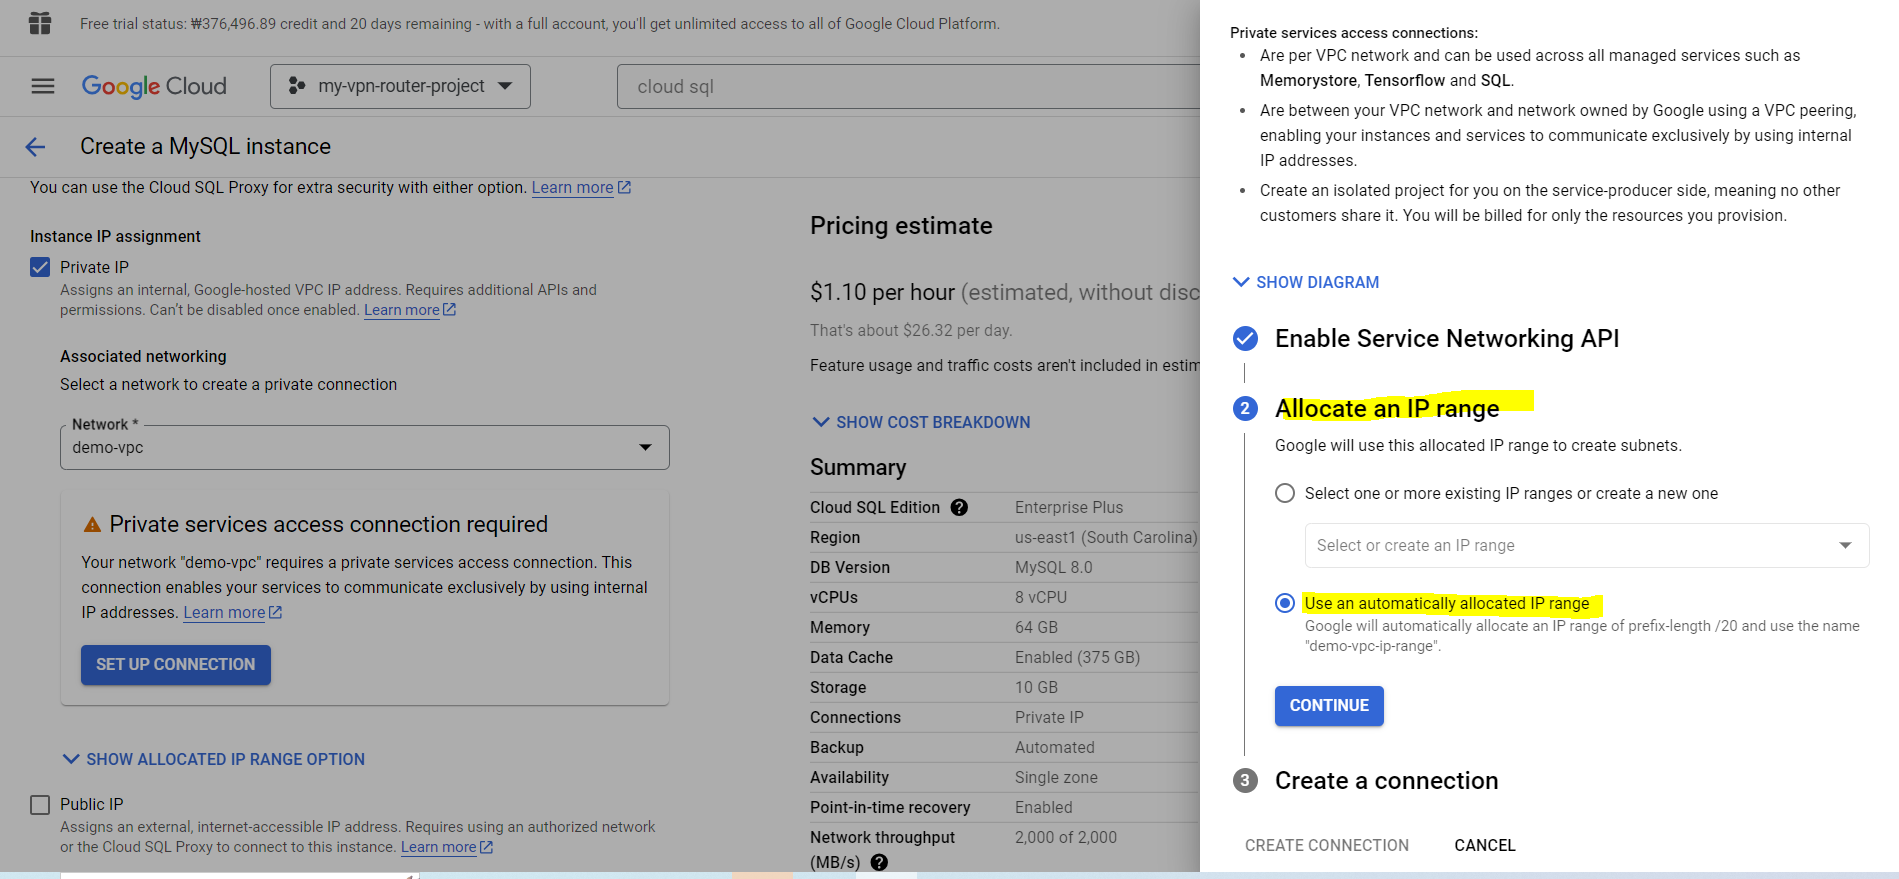 Free trial status: ₩376,496.89 credit and 20 days remaining - with a full account, you'll get unlimited access to all of Google Cloud Platform.
Google Cloud
my-vpn-router-project
cloud sql
Create a MySQL instance
You can use the Cloud SQL Proxy for extra security with either option. Learn more
Instance IP assignment
Private IP
Assigns an internal, Google-hosted VPC IP address. Requires additional APIs and
permissions. Can't be disabled once enabled. Learn more
Associated networking
Select a network to create a private connection
Network *
demo-vpc
Private services access connection required
Your network "demo-vpc" requires a private services access connection. This
connection enables your services to communicate exclusively by using internal
IP addresses. Learn more
SET UP CONNECTION
SHOW ALLOCATED IP RANGE OPTION
Public IP
Assigns an external, internet-accessible IP address. Requires using an authorized network
or the Cloud SQL Proxy to connect to this instance. Learn more
Pricing estimate
$1.10 per hour (estimated, without disc
That's about $26.32 per day.
Feature usage and traffic costs aren't included in estim
SHOW COST BREAKDOWN
Summary
Cloud SQL Edition ? Enterprise Plus
Region us-east1 (South Carolina)
DB Version MySQL 8.0
vCPUs 8 vCPU
Memory 64 GB
Data Cache Enabled (375 GB)
Storage 10 GB
Connections Private IP
Backup Automated
Availability Single zone
Point-in-time recovery Enabled
Network throughput 2,000 of 2,000
(MB/s) ?
Private services access connections:
• Are per VPC network and can be used across all managed services such as
Memorystore, Tensorflow and SQL.
• Are between your VPC network and network owned by Google using a VPC peering,
enabling your instances and services to communicate exclusively by using internal
IP addresses.
• Create an isolated project for you on the service-producer side, meaning no other
customers share it. You will be billed for only the resources you provision.
SHOW DIAGRAM
Enable Service Networking API
2 Allocate an IP range
Google will use this allocated IP range to create subnets.
Select one or more existing IP ranges or create a new one
Select or create an IP range
Use an automatically allocated IP range
Google will automatically allocate an IP range of prefix-length /20 and use the name
"demo-vpc-ip-range".
CONTINUE
3 Create a connection
CREATE CONNECTION CANCEL